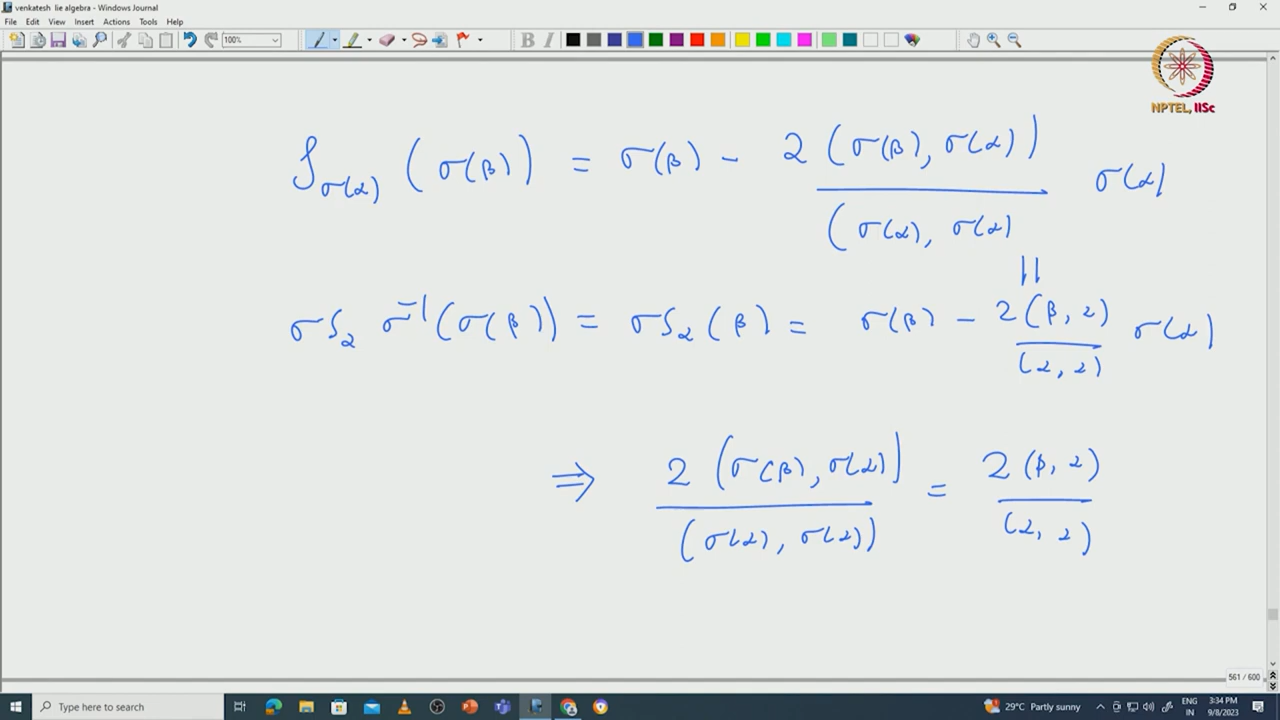 venkatesh lie algebra - Windows Journal
File Edit View Insert Actions Tools Help
100%
B I
NPTEL, IISc
S_{σ(α)} (σ(β)) = σ(β) - 2 (σ(β), σ(α)) / (σ(α), σ(α) σ(α)
||
σ S_α σ^{-1} (σ(β)) = σ S_α (β) = σ(β) - 2(β, α) / (α, α) σ(α)
⇒ 2 (σ(β), σ(α)) / (σ(α), σ(α)) = 2 (β, α) / (α, α)
561 / 600
Type here to search
29°C Partly sunny
ENG
IN
3:34 PM
9/8/2023